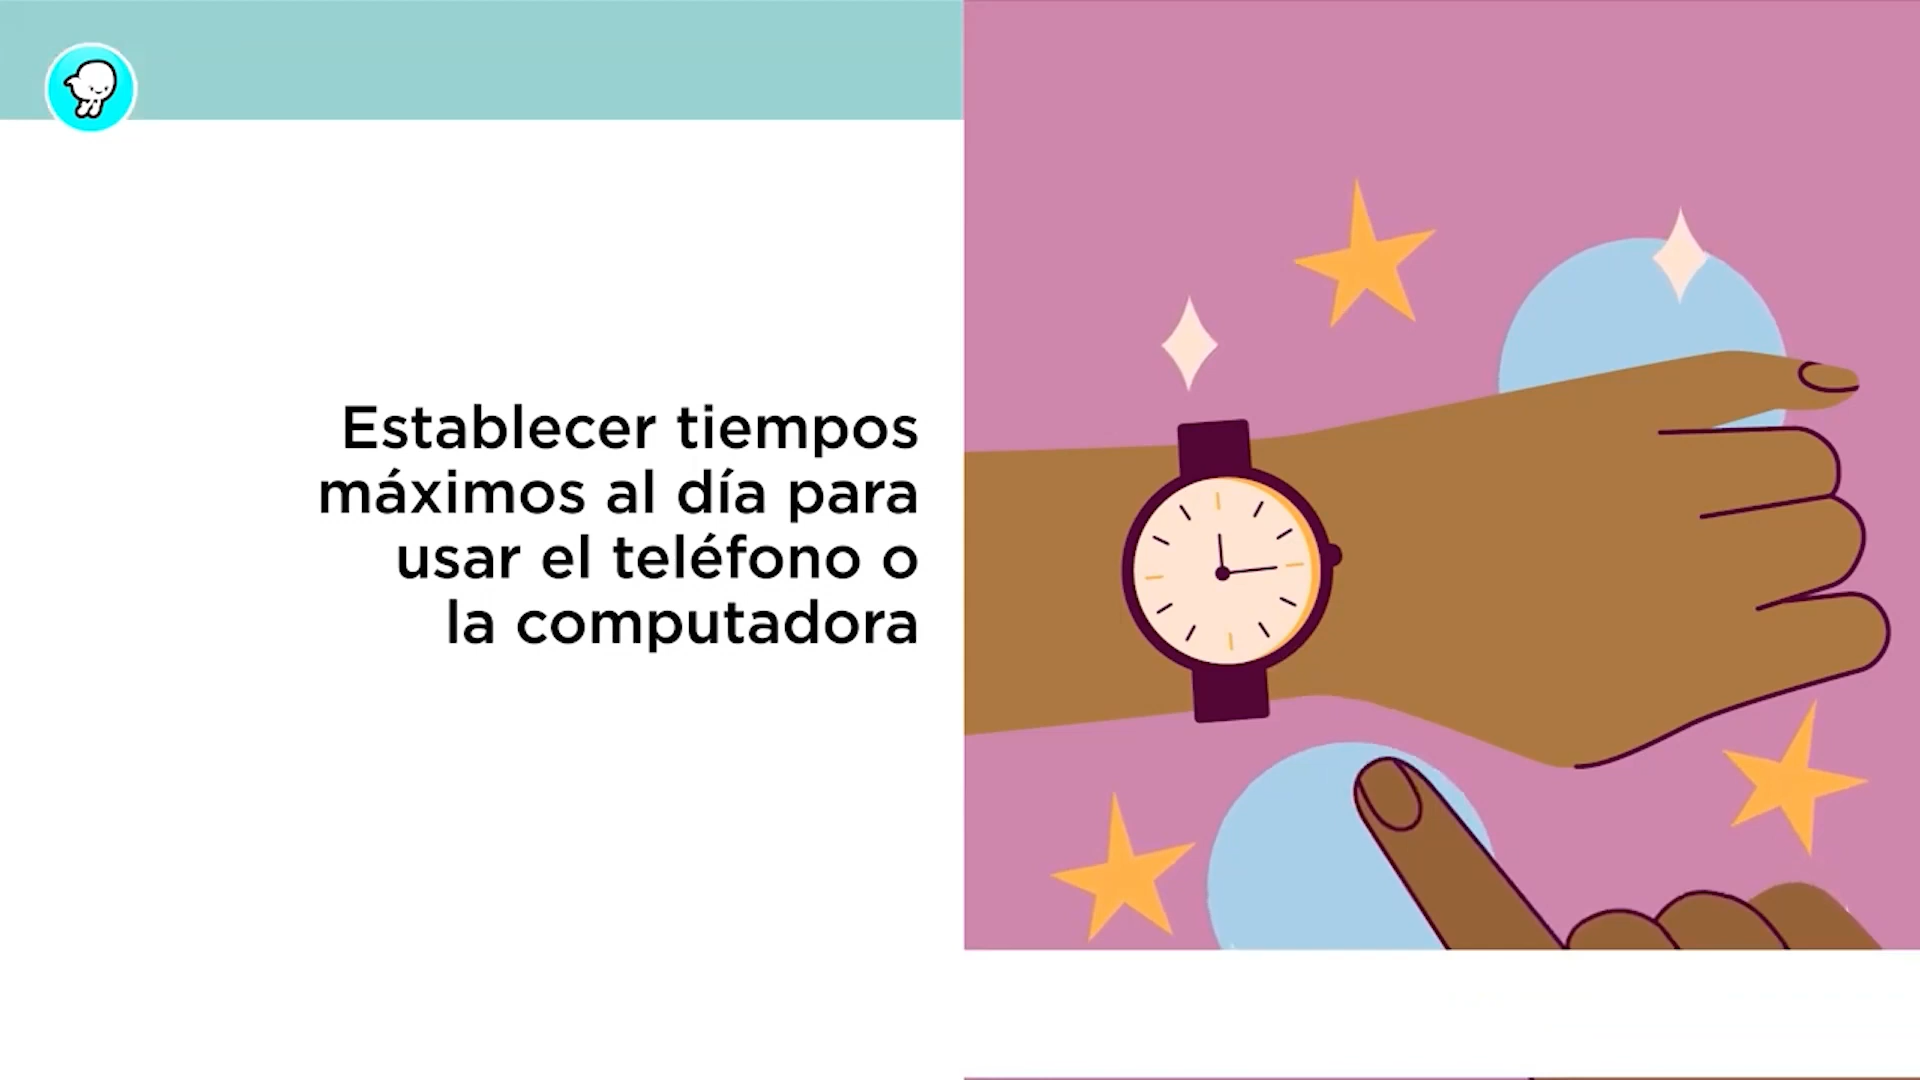 Establecer tiempos
máximos al día para
usar el teléfono o
la computadora